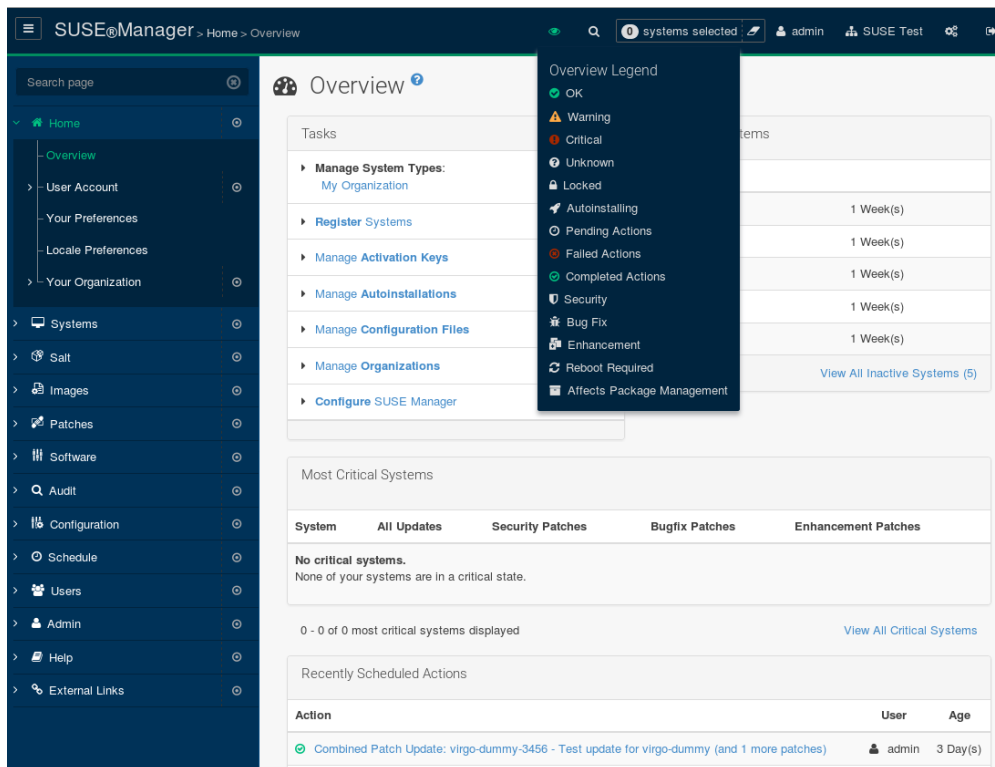 SUSE®Manager > Home > Overview
0 systems selected
admin
SUSE Test
Search page
Home
Overview
User Account
Your Preferences
Locale Preferences
Your Organization
Systems
Salt
Images
Patches
Software
Audit
Configuration
Schedule
Users
Admin
Help
External Links
Overview
Overview Legend
OK
Warning
Critical
Unknown
Locked
Autoinstalling
Pending Actions
Failed Actions
Completed Actions
Security
Bug Fix
Enhancement
Reboot Required
Affects Package Management
Tasks
Manage System Types:
My Organization
Register Systems
Manage Activation Keys
Manage Autoinstallations
Manage Configuration Files
Manage Organizations
Configure SUSE Manager
1 Week(s)
1 Week(s)
1 Week(s)
1 Week(s)
1 Week(s)
View All Inactive Systems (5)
Most Critical Systems
System All Updates Security Patches Bugfix Patches Enhancement Patches
No critical systems.
None of your systems are in a critical state.
0 - 0 of 0 most critical systems displayed
View All Critical Systems
Recently Scheduled Actions
Action User Age
Combined Patch Update: virgo-dummy-3456 - Test update for virgo-dummy (and 1 more patches) admin 3 Day(s)